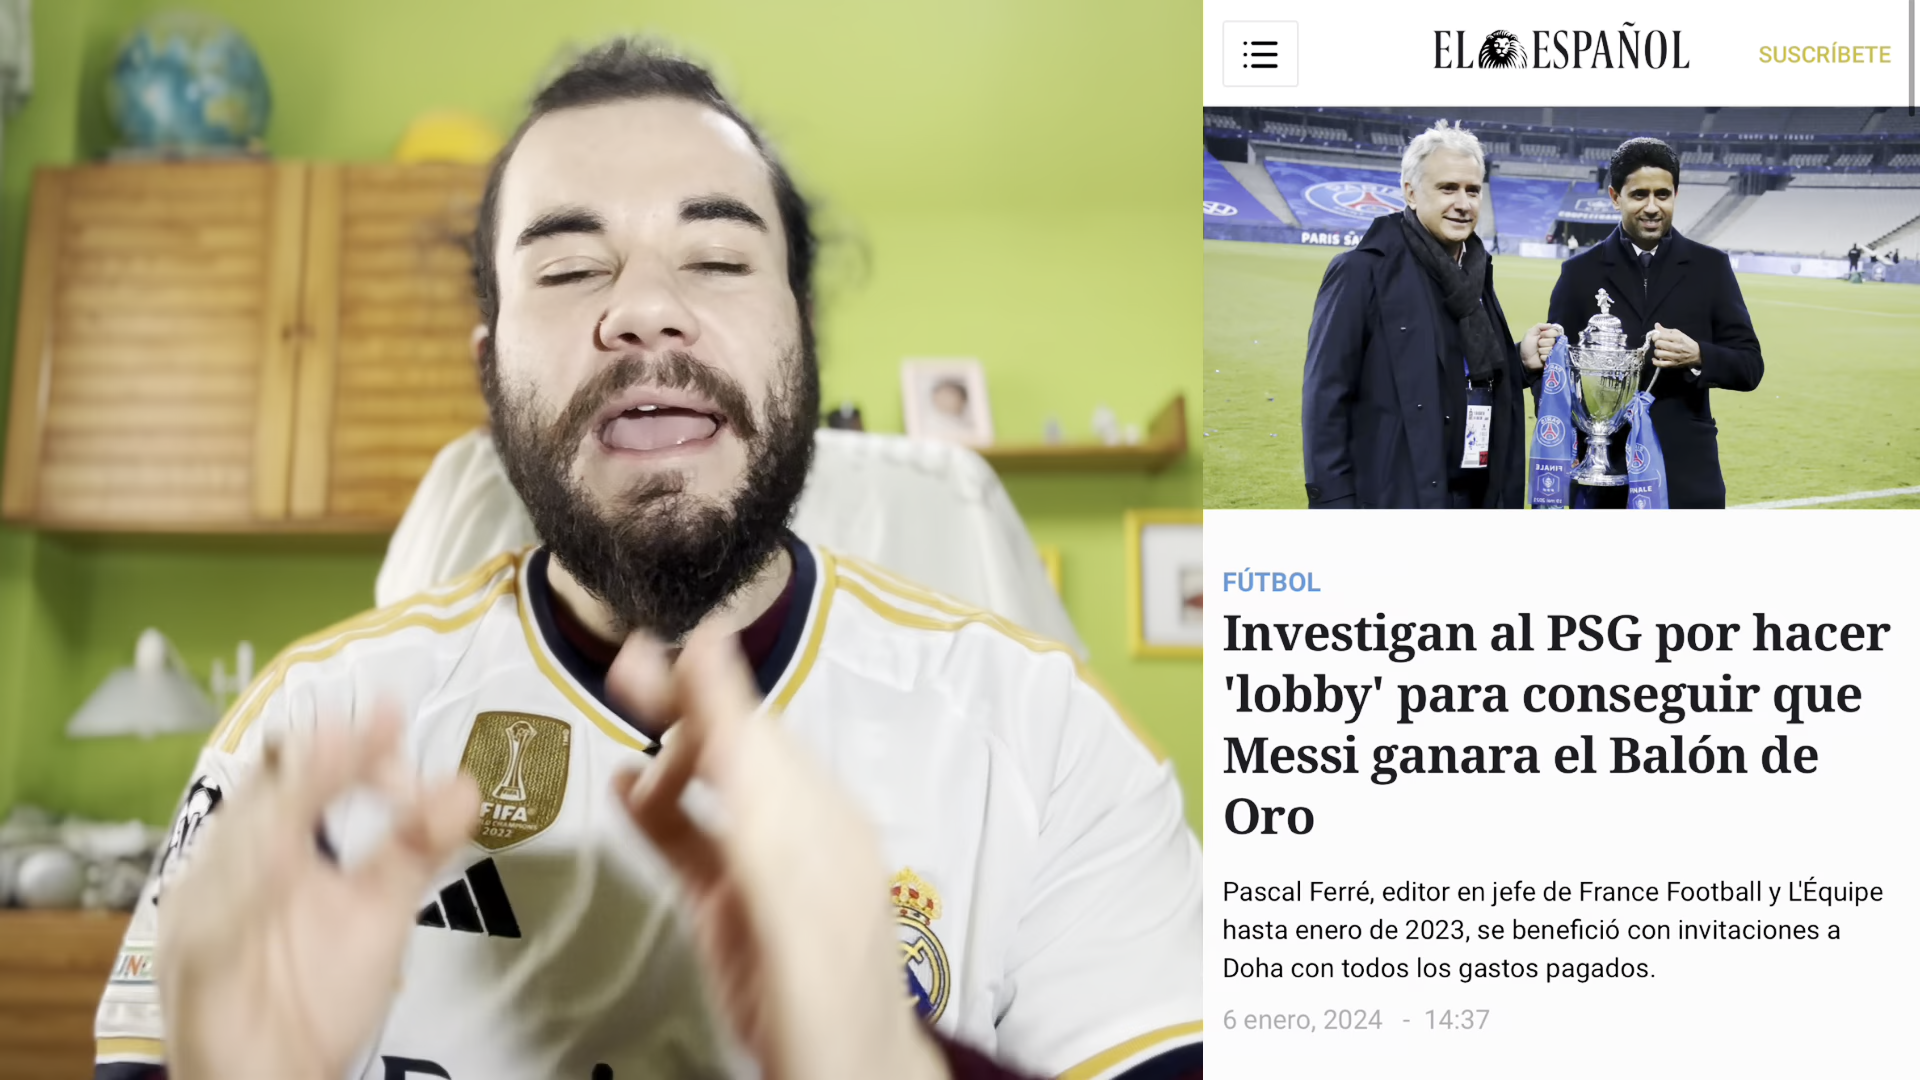 EL ESPAÑOL
SUSCRÍBETE
PARIS SA
FINALE
FÚTBOL
Investigan al PSG por hacer
'lobby' para conseguir que
Messi ganara el Balón de
Oro
Pascal Ferré, editor en jefe de France Football y L'Équipe
hasta enero de 2023, se benefició con invitaciones a
Doha con todos los gastos pagados.
6 enero, 2024 - 14:37
FIFA
2022